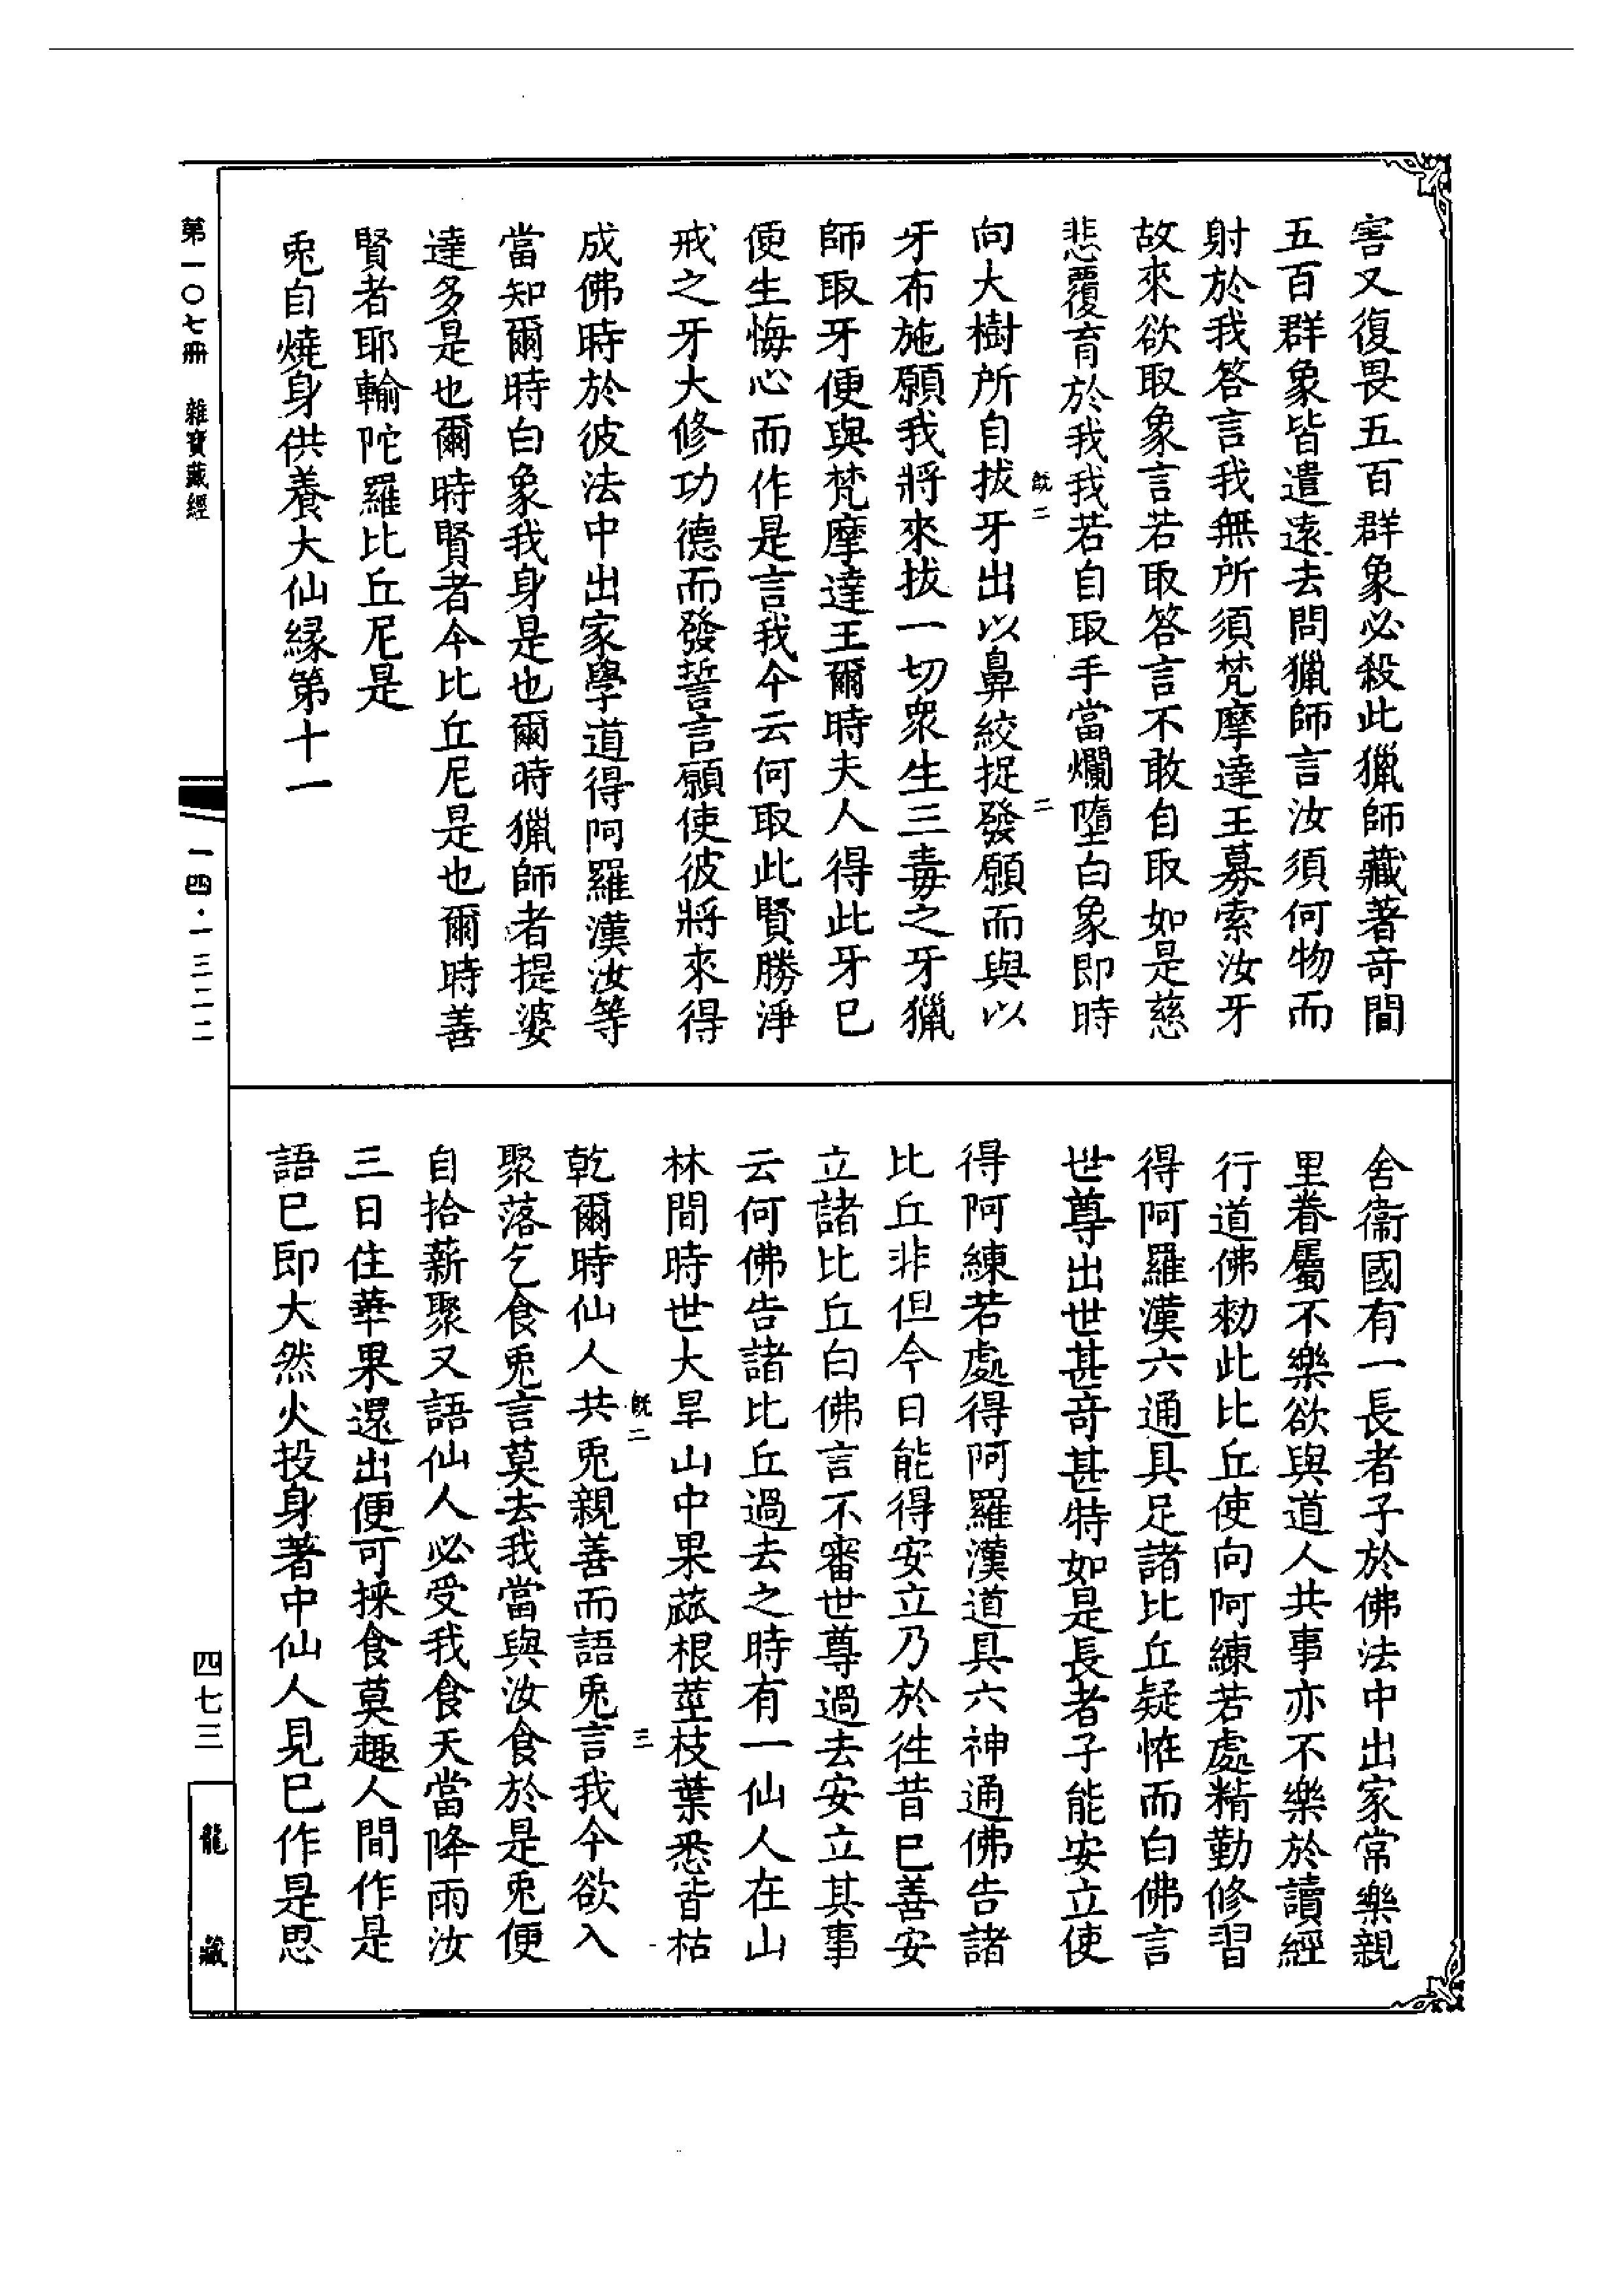 害又復畏五百群象必殺此獵師藏著奇間
五百群象皆遣遠去問獵師言汝須何物而
射於我答言我無所須梵摩達王募索汝牙
故來欲取象言若取答言不敢自取如是慈
悲覆育於我我若自取手當爛墮白象即時
既二
二
向大樹所自拔牙出以鼻絞捉發願而與以
牙布施願我將來拔一切衆生三毒之牙獵
師取牙便與梵摩達王爾時夫人得此牙已
便生悔心而作是言我今云何取此賢勝淨
戒之牙大修功德而發誓言願使彼將來得
成佛時於彼法中出家學道得阿羅漢汝等
當知爾時白象我身是也爾時獵師者提婆
達多是也爾時賢者今比丘尼是也爾時善
賢者耶輸陀羅比丘尼是
兎自燒身供養大仙緣第十一
舍衛國有一長者子於佛法中出家常樂親
里眷屬不樂欲與道人共事亦不樂於讀經
行道佛勑此比丘使向阿練若處精勤修習
得阿羅漢六通具足諸比丘疑怪而白佛言
世尊出世甚奇甚特如是長者子能安立使
得阿練若處得阿羅漢道具六神通佛告諸
比丘非但今日能得安立乃於往昔已善安
立諸比丘白佛言不審世尊過去安立其事
云何佛告諸比丘過去之時有一仙人在山
林間時世大旱山中果蓏根莖枝葉悉皆枯
既二
三
乾爾時仙人共兎親善而語兎言我今欲入
聚落乞食兎言莫去我當與汝食於是兎便
自拾薪聚又語仙人必受我食天當降雨汝
三日住華果還出便可採食莫趣人間作是
語已即大然火投身著中仙人見已作是思
第一〇七冊　雜寶藏經
一四·一三二二
四七三
龍藏